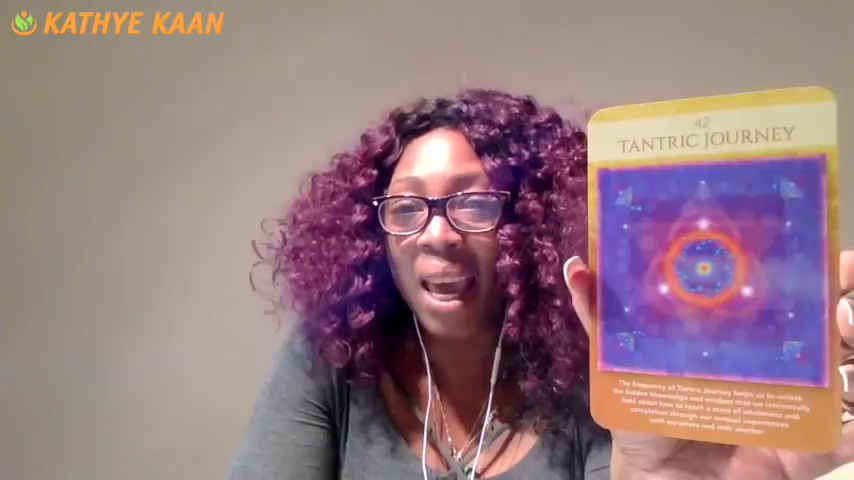 KATHYE KAAN
42
TANTRIC JOURNEY
The frequency of Tantric Journey helps us to unlock
the hidden knowledge and wisdom that we intrinsically
hold about how to reach a state of wholeness and
completion through our sensual experiences
with ourselves and with another